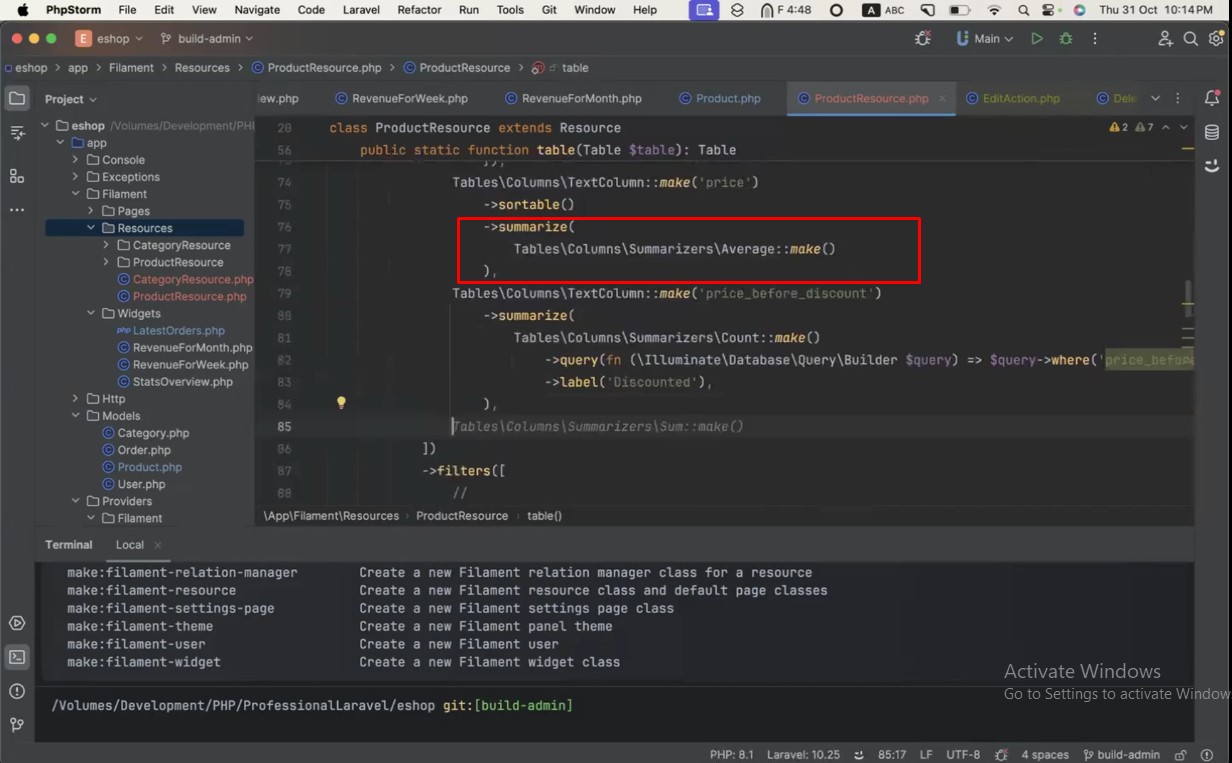 PhpStorm File Edit View Navigate Code Laravel Refactor Run Tools Git Window Help F 4:48 A ABC Thu 31 Oct 10:14 PM
E eshop build-admin Main
eshop > app > Filament > Resources > ProductResource.php > ProductResource > table
Project
iew.php RevenueForWeek.php RevenueForMonth.php Product.php ProductResource.php × EditAction.php Dele
eshop /Volumes/Development/PHI
app
Console
Exceptions
Filament
Pages
Resources
CategoryResource
ProductResource
CategoryResource.php
ProductResource.php
Widgets
php LatestOrders.php
RevenueForMonth.php
RevenueForWeek.php
StatsOverview.php
Http
Models
Category.php
Order.php
Product.php
User.php
Providers
Filament
20 class ProductResource extends Resource
2 7
56 public static function table(Table $table): Table
]),
74 Tables\Columns\TextColumn::make('price')
75 ->sortable()
76 ->summarize(
77 Tables\Columns\Summarizers\Average::make()
78 ),
79 Tables\Columns\TextColumn::make('price_before_discount')
80 ->summarize(
81 Tables\Columns\Summarizers\Count::make()
82 ->query(fn (\Illuminate\Database\Query\Builder $query) => $query->where('price_before
83 ->label('Discounted'),
84 ),
85 Tables\Columns\Summarizers\Sum::make()
86 ])
87 ->filters([
88 //
\App\Filament\Resources > ProductResource > table()
Terminal Local ×
make:filament-relation-manager Create a new Filament relation manager class for a resource
make:filament-resource Create a new Filament resource class and default page classes
make:filament-settings-page Create a new Filament settings page class
make:filament-theme Create a new Filament panel theme
make:filament-user Create a new Filament user
make:filament-widget Create a new Filament widget class
/Volumes/Development/PHP/ProfessionalLaravel/eshop git:[build-admin]
Activate Windows
Go to Settings to activate Window
PHP: 8.1 Laravel: 10.25 85:17 LF UTF-8 4 spaces build-admin